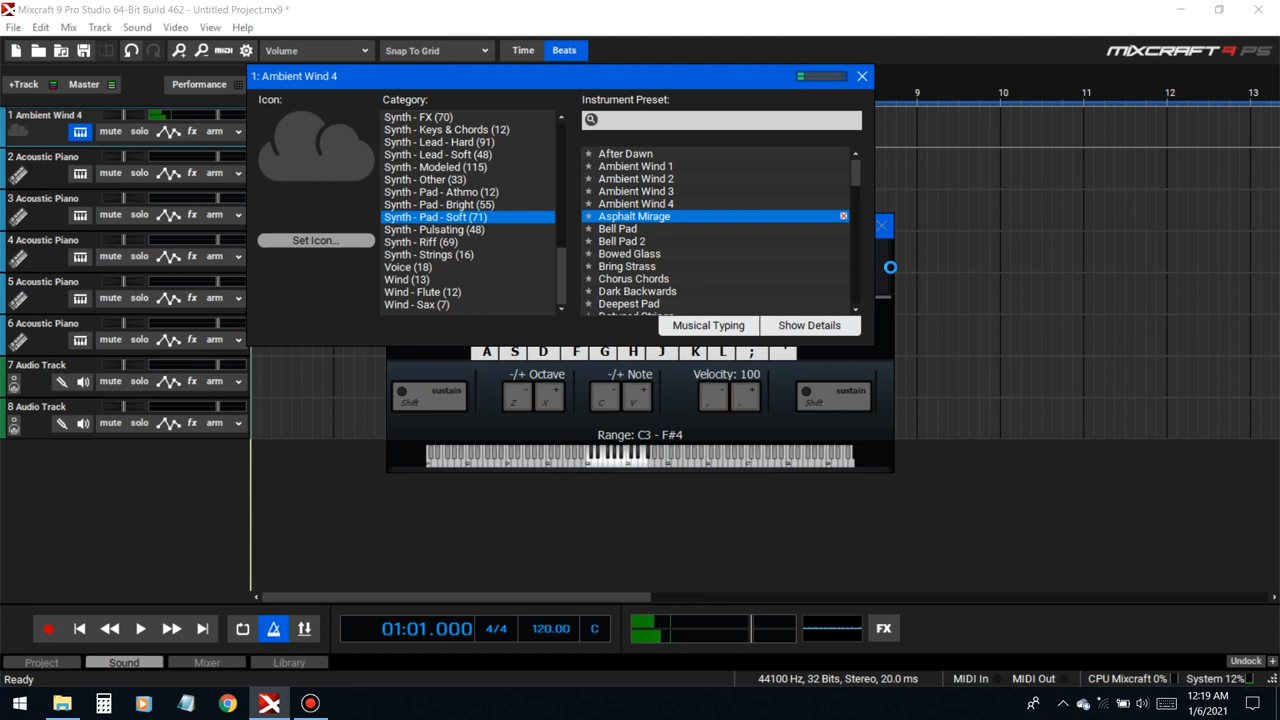 Mixcraft 9 Pro Studio 64-Bit Build 462 - Untitled Project.mx9 *
File Edit Mix Track Sound Video View Help
MIDI Volume Snap To Grid Time Beats MIXCRAFT 9 PS
+Track Master Performance
1: Ambient Wind 4
9 10 11 12 13
Icon: Category: Instrument Preset:
Set Icon...
Synth - FX (70)
Synth - Keys & Chords (12)
Synth - Lead - Hard (91)
Synth - Lead - Soft (48)
Synth - Modeled (115)
Synth - Other (33)
Synth - Pad - Athmo (12)
Synth - Pad - Bright (55)
Synth - Pad - Soft (71)
Synth - Pulsating (48)
Synth - Riff (69)
Synth - Strings (16)
Voice (18)
Wind (13)
Wind - Flute (12)
Wind - Sax (7)
After Dawn
Ambient Wind 1
Ambient Wind 2
Ambient Wind 3
Ambient Wind 4
Asphalt Mirage
Bell Pad
Bell Pad 2
Bowed Glass
Bring Strass
Chorus Chords
Dark Backwards
Deepest Pad
Musical Typing Show Details
1 Ambient Wind 4
mute solo fx arm
2 Acoustic Piano
mute solo fx arm
3 Acoustic Piano
mute solo fx arm
4 Acoustic Piano
mute solo fx arm
5 Acoustic Piano
mute solo fx arm
6 Acoustic Piano
mute solo fx arm
7 Audio Track
mute solo fx arm
8 Audio Track
mute solo fx arm
A S D F G H J K L ; '
-/+ Octave -/+ Note Velocity: 100
sustain Shift Z - X + C - V + , - . + sustain Shift
Range: C3 - F#4
01:01.000 4/4 120.00 C FX
Project Sound Mixer Library Undock
Ready 44100 Hz, 32 Bits, Stereo, 20.0 ms MIDI In MIDI Out CPU Mixcraft 0% System 12%
12:19 AM
1/6/2021